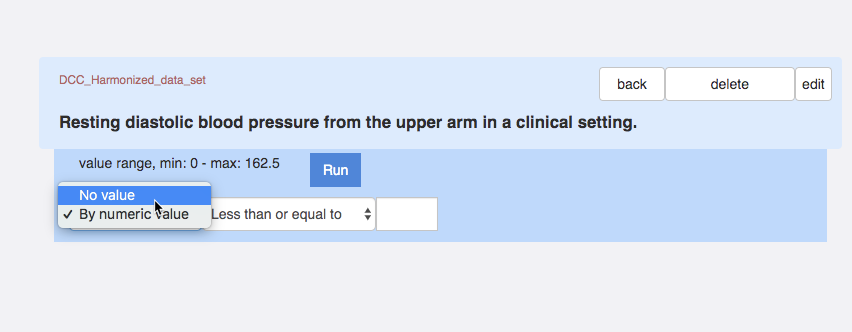 DCC_Harmonized_data_set
back
delete
edit
Resting diastolic blood pressure from the upper arm in a clinical setting.
value range, min: 0 - max: 162.5
Run
No value
✓ By numeric value
Less than or equal to